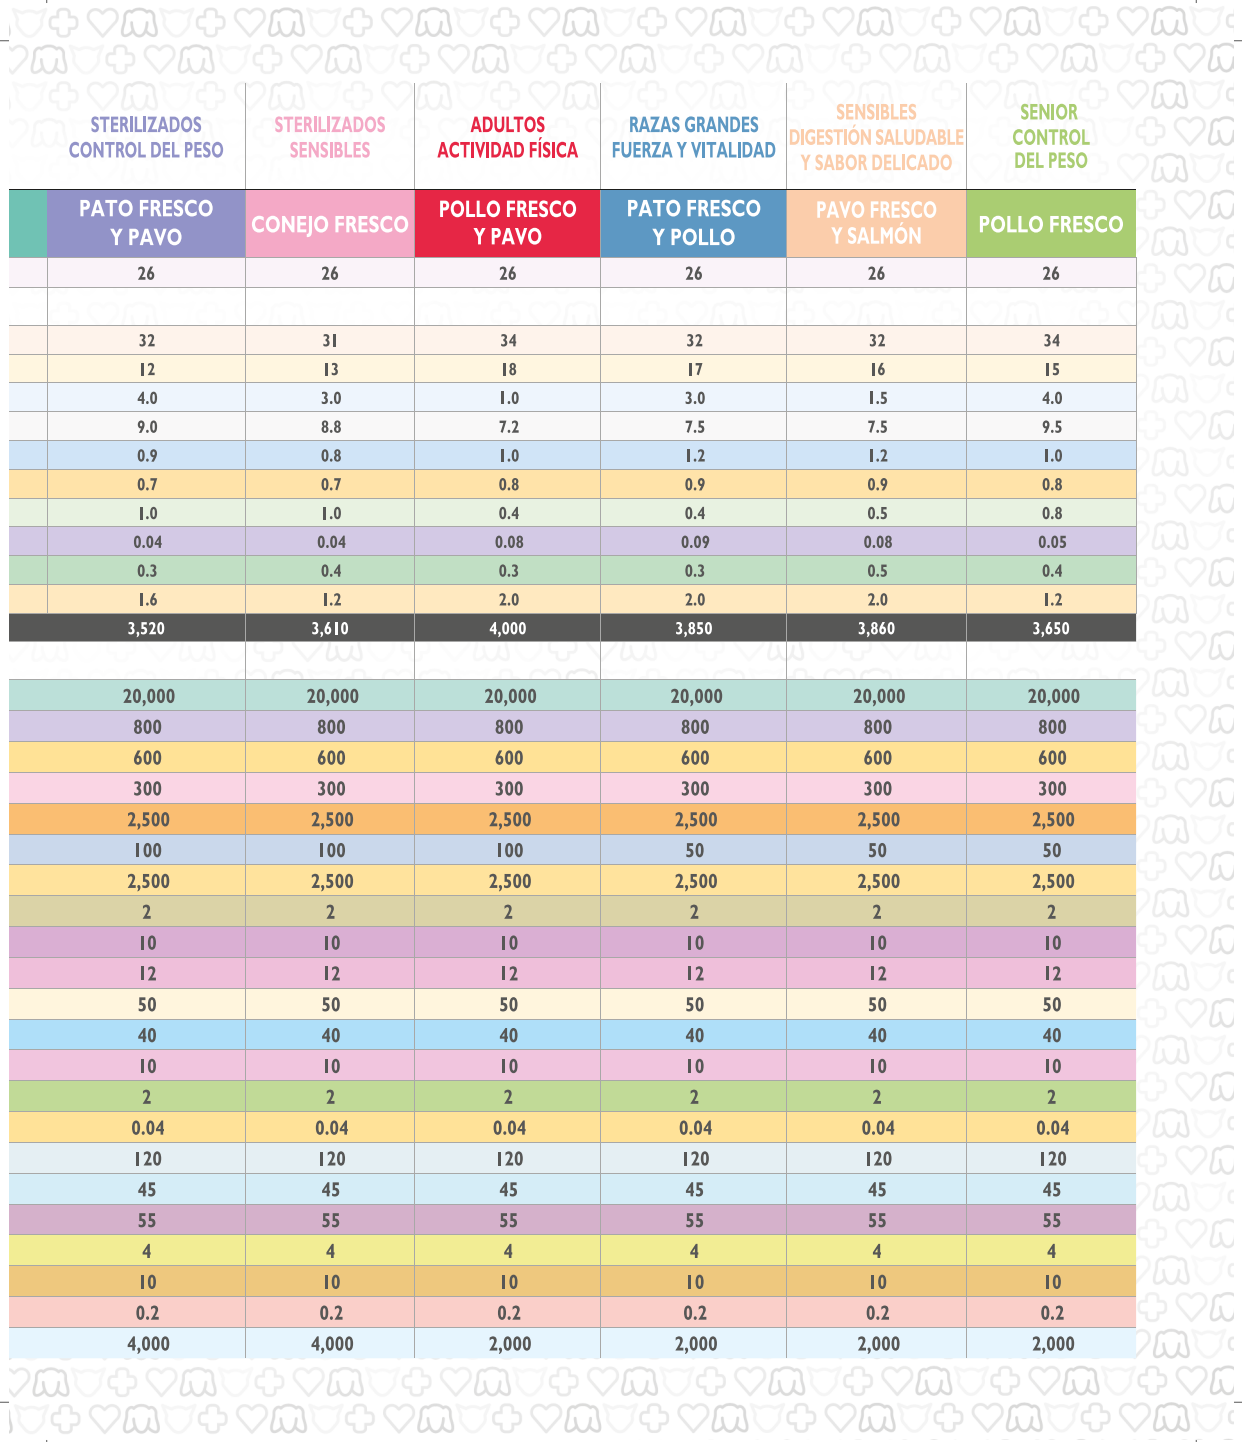 STERILIZADOS
CONTROL DEL PESO
STERILIZADOS
SENSIBLES
ADULTOS
ACTIVIDAD FÍSICA
RAZAS GRANDES
FUERZA Y VITALIDAD
SENSIBLES
DIGESTIÓN SALUDABLE
Y SABOR DELICADO
SENIOR
CONTROL
DEL PESO
PATO FRESCO
Y PAVO
CONEJO FRESCO
POLLO FRESCO
Y PAVO
PATO FRESCO
Y POLLO
PAVO FRESCO
Y SALMÓN
POLLO FRESCO
26 26 26 26 26 26
32 31 34 32 32 34
12 13 18 17 16 15
4.0 3.0 1.0 3.0 1.5 4.0
9.0 8.8 7.2 7.5 7.5 9.5
0.9 0.8 1.0 1.2 1.2 1.0
0.7 0.7 0.8 0.9 0.9 0.8
1.0 1.0 0.4 0.4 0.5 0.8
0.04 0.04 0.08 0.09 0.08 0.05
0.3 0.4 0.3 0.3 0.5 0.4
1.6 1.2 2.0 2.0 2.0 1.2
3,520 3,610 4,000 3,850 3,860 3,650
20,000 20,000 20,000 20,000 20,000 20,000
800 800 800 800 800 800
600 600 600 600 600 600
300 300 300 300 300 300
2,500 2,500 2,500 2,500 2,500 2,500
100 100 100 50 50 50
2,500 2,500 2,500 2,500 2,500 2,500
2 2 2 2 2 2
10 10 10 10 10 10
12 12 12 12 12 12
50 50 50 50 50 50
40 40 40 40 40 40
10 10 10 10 10 10
2 2 2 2 2 2
0.04 0.04 0.04 0.04 0.04 0.04
120 120 120 120 120 120
45 45 45 45 45 45
55 55 55 55 55 55
4 4 4 4 4 4
10 10 10 10 10 10
0.2 0.2 0.2 0.2 0.2 0.2
4,000 4,000 2,000 2,000 2,000 2,000